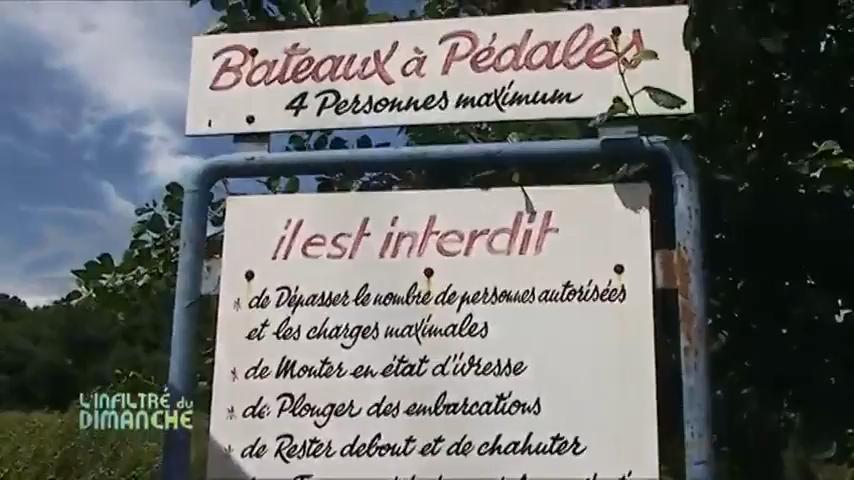 Bateaux à Pédales
4 Personnes maximum
il est interdit
* de Dépasser le nombre de personnes autorisées
et les charges maximales
* de Monter en état d'ivresse
* de Plonger des embarcations
* de Rester debout et de chahuter
L'INFILTRÉ du
DIMANCHE